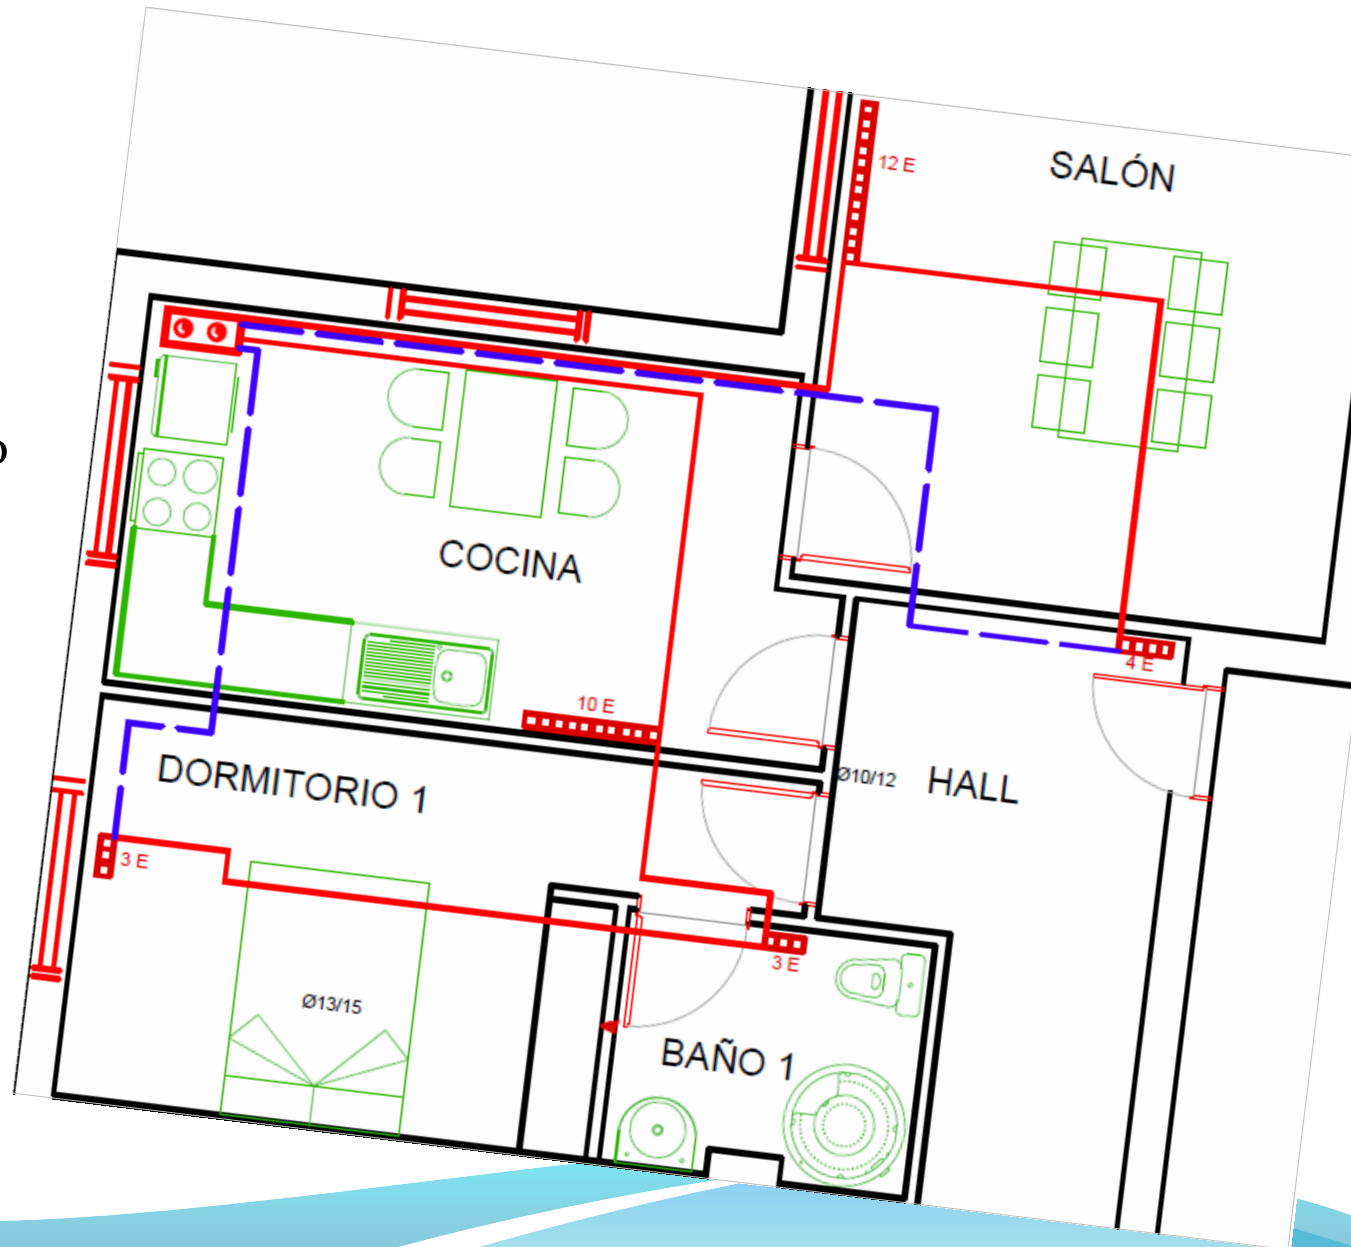 SALÓN
12 E
o
COCINA
4 E
10 E
DORMITORIO 1
Ø10/12
HALL
3 E
3 E
Ø13/15
BAÑO 1